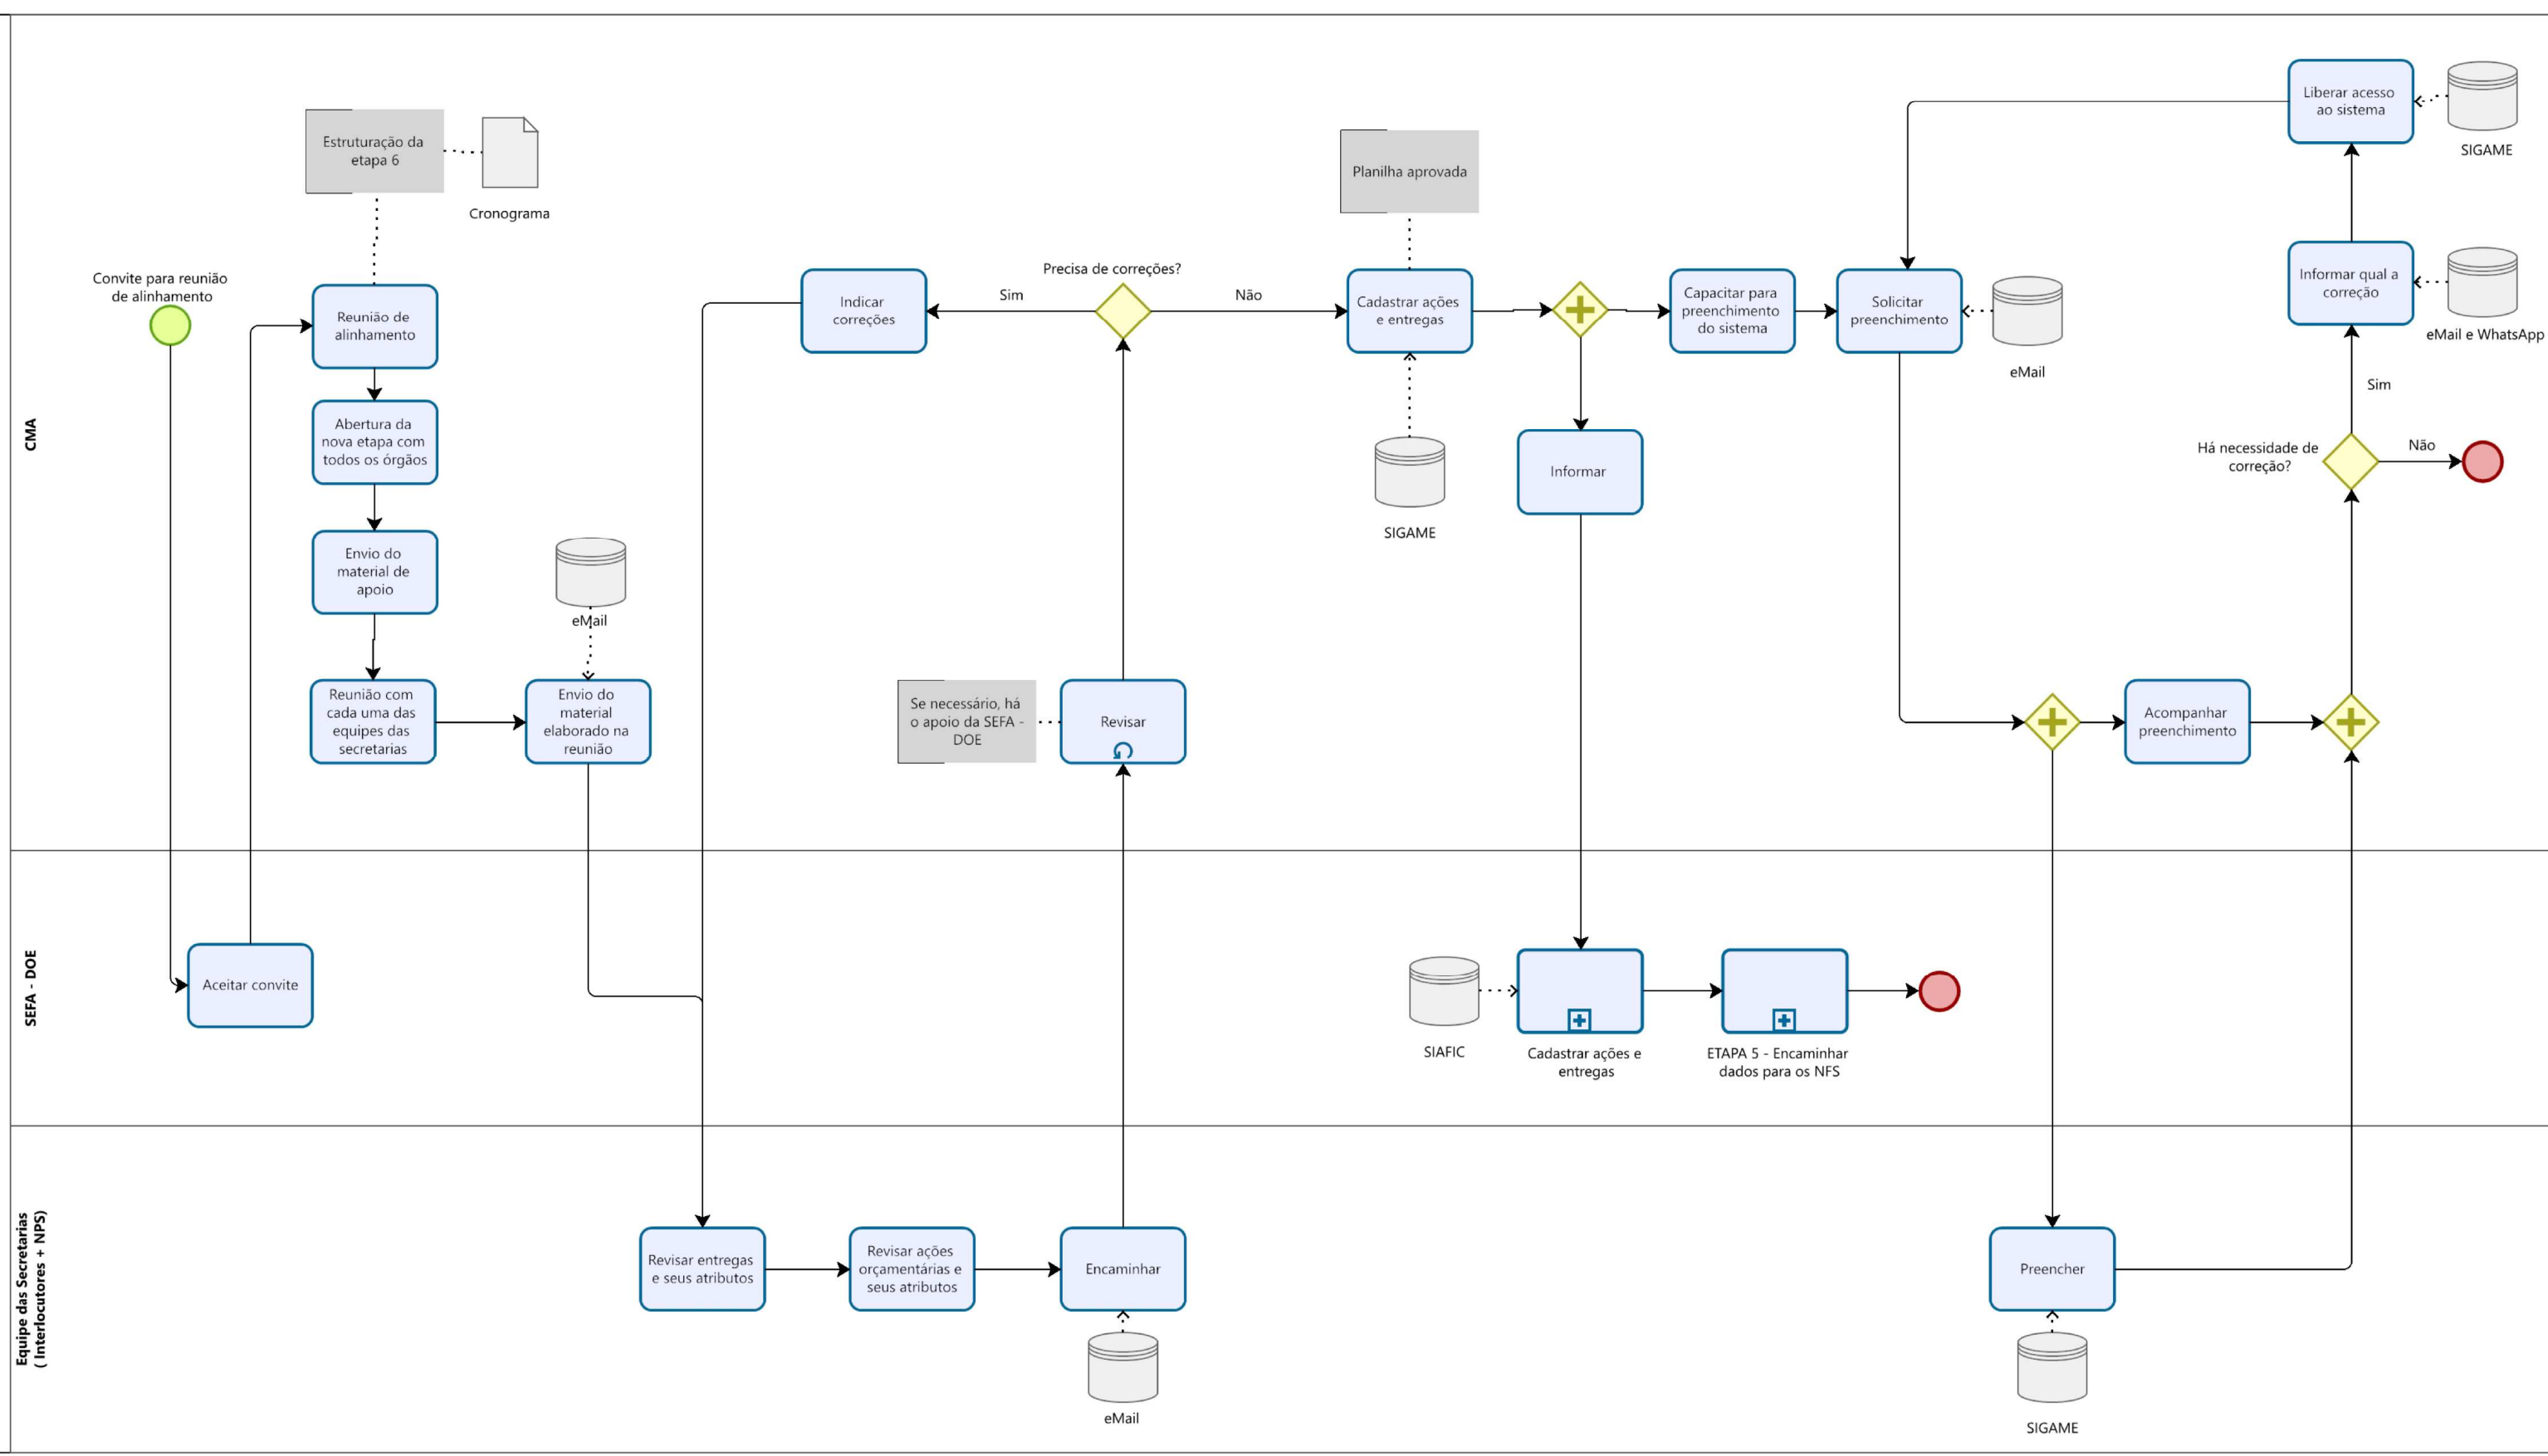 CMA
Convite para reunião
de alinhamento
Estruturação da
etapa 6
Cronograma
Reunião de
alinhamento
Abertura da
nova etapa com
todos os órgãos
Envio do
material de
apoio
Reunião com
cada uma das
equipes das
secretarias
eMail
Envio do
material
elaborado na
reunião
Indicar
correções
Sim
Precisa de correções?
Não
Se necessário, há
o apoio da SEFA -
DOE
Revisar
Planilha aprovada
Cadastrar ações
e entregas
SIGAME
Informar
Capacitar para
preenchimento
do sistema
Solicitar
preenchimento
eMail
Acompanhar
preenchimento
Liberar acesso
ao sistema
SIGAME
Informar qual a
correção
eMail e WhatsApp
Sim
Há necessidade de
correção?
Não
SEFA - DOE
Aceitar convite
SIAFIC
Cadastrar ações e
entregas
ETAPA 5 - Encaminhar
dados para os NFS
Equipe das Secretarias
( Interlocutores + NPS)
Revisar entregas
e seus atributos
Revisar ações
orçamentárias e
seus atributos
Encaminhar
eMail
Preencher
SIGAME